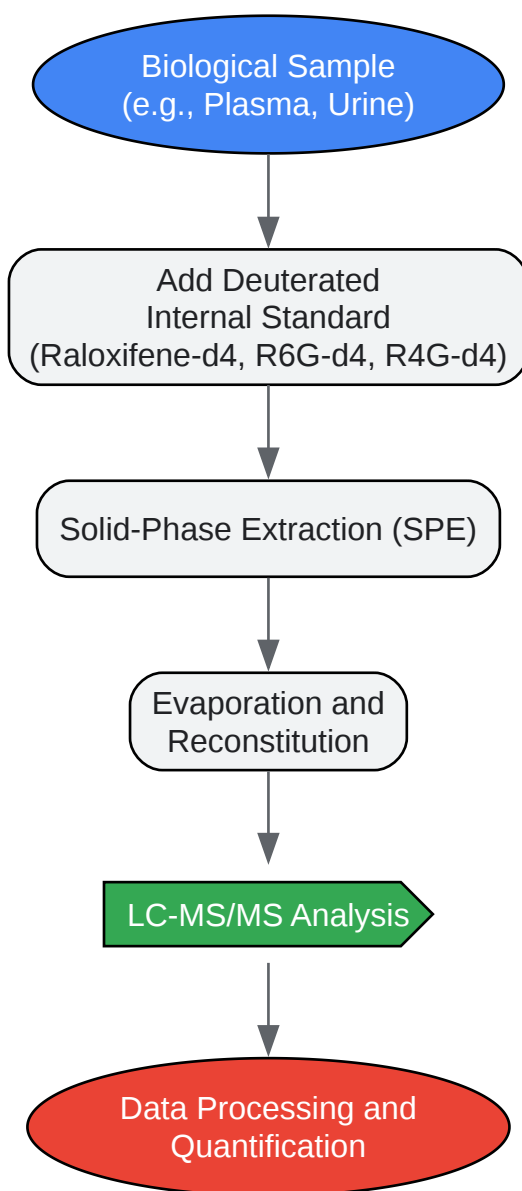 Biological Sample
(e.g., Plasma, Urine)
Add Deuterated
Internal Standard
(Raloxifene-d4, R6G-d4, R4G-d4)
Solid-Phase Extraction (SPE)
Evaporation and
Reconstitution
LC-MS/MS Analysis
Data Processing and
Quantification